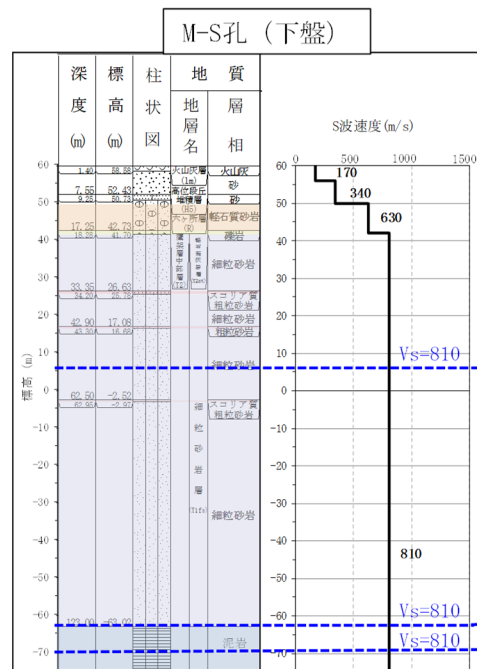 M-S孔（下盤）
深度(m)
標高(m)
柱状図
地質
地層名
層相
S波速度(m/s)
0 500 1000 1500
標高(m)
60
50
40
30
20
10
0
-10
-20
-30
-40
-50
-60
-70
1.40 58.58 火山灰層(lm) 火山灰
砂
7.55 52.43 高位段丘
9.25 50.73 堆積層(H5) 砂
六ヶ所層(R) 軽石質砂岩
17.25 42.73
18.28 41.70 礫岩
細粒砂岩
33.35 26.63 スコリア質
34.20 25.78 粗粒砂岩
細粒砂岩
42.90 17.08
43.30 16.68 粗粒砂岩
細粒砂岩
62.50 -2.52 スコリア質
62.95 -2.97 粗粒砂岩
細粒砂岩層
細粒砂岩
123.00 -63.02
泥岩
170
340
630
810
Vs=810
Vs=810
Vs=810